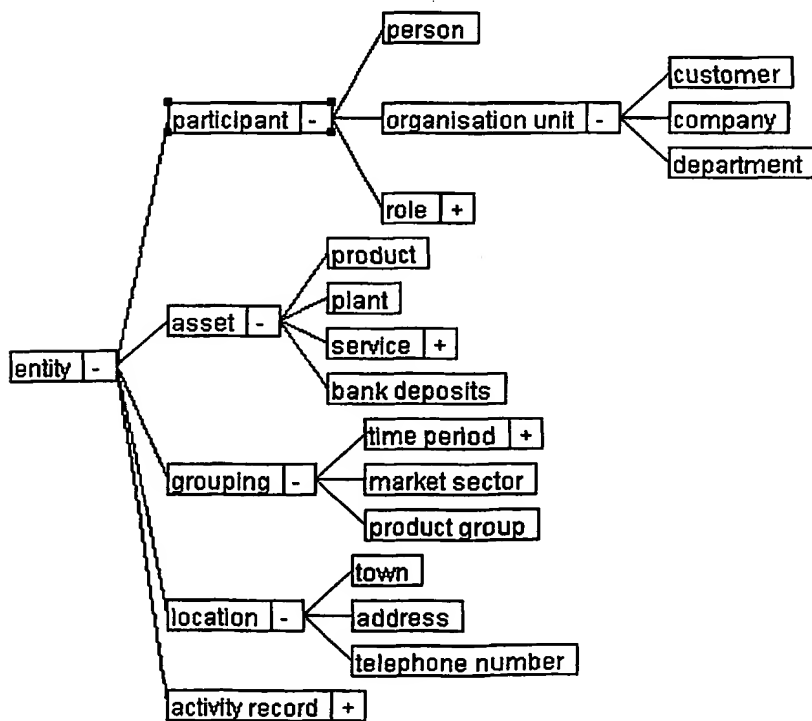 person
customer
participant -
organisation unit -
company
department
role +
product
plant
asset -
service +
entity -
bank deposits
time period +
grouping -
market sector
product group
town
location -
address
telephone number
activity record +